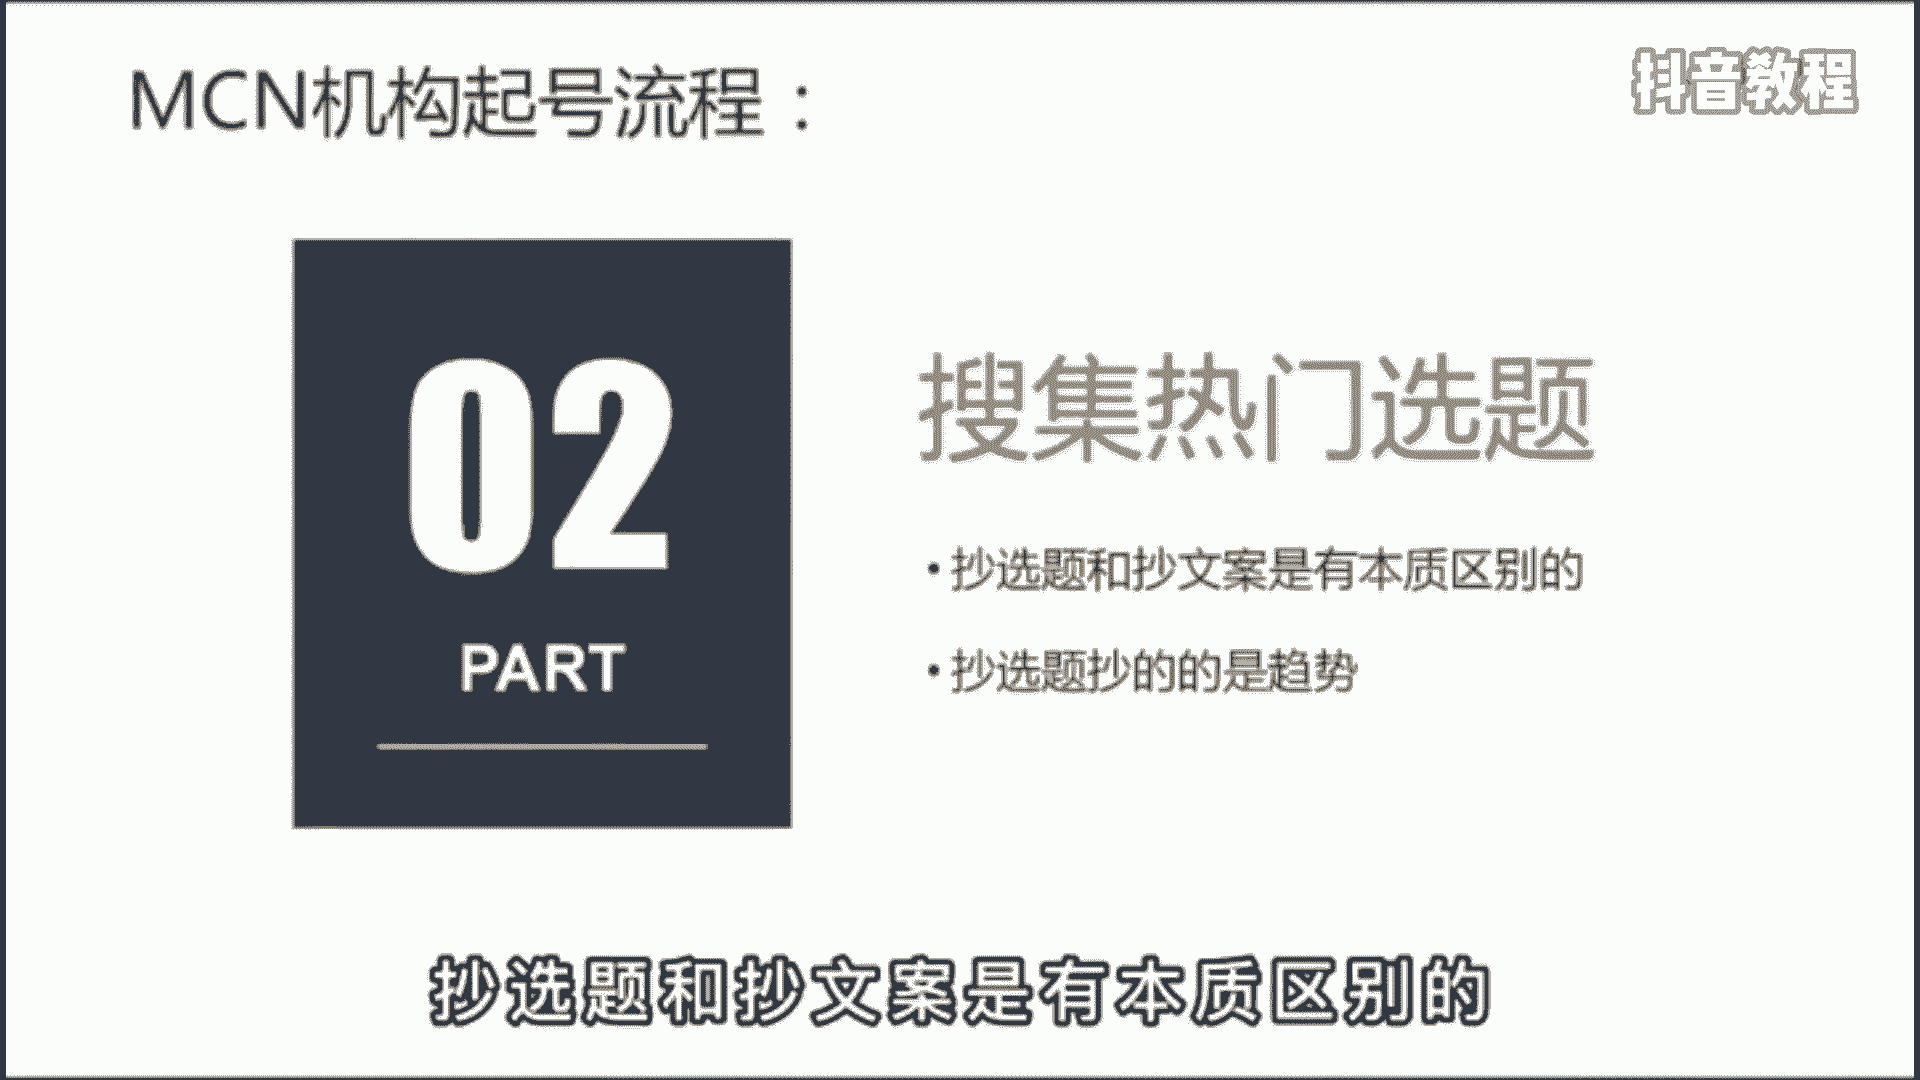 MCN机构起号流程：
抖音教程
02
PART
搜集热门选题
•抄选题和抄文案是有本质区别的
•抄选题抄的的是趋势
抄选题和抄文案是有本质区别的